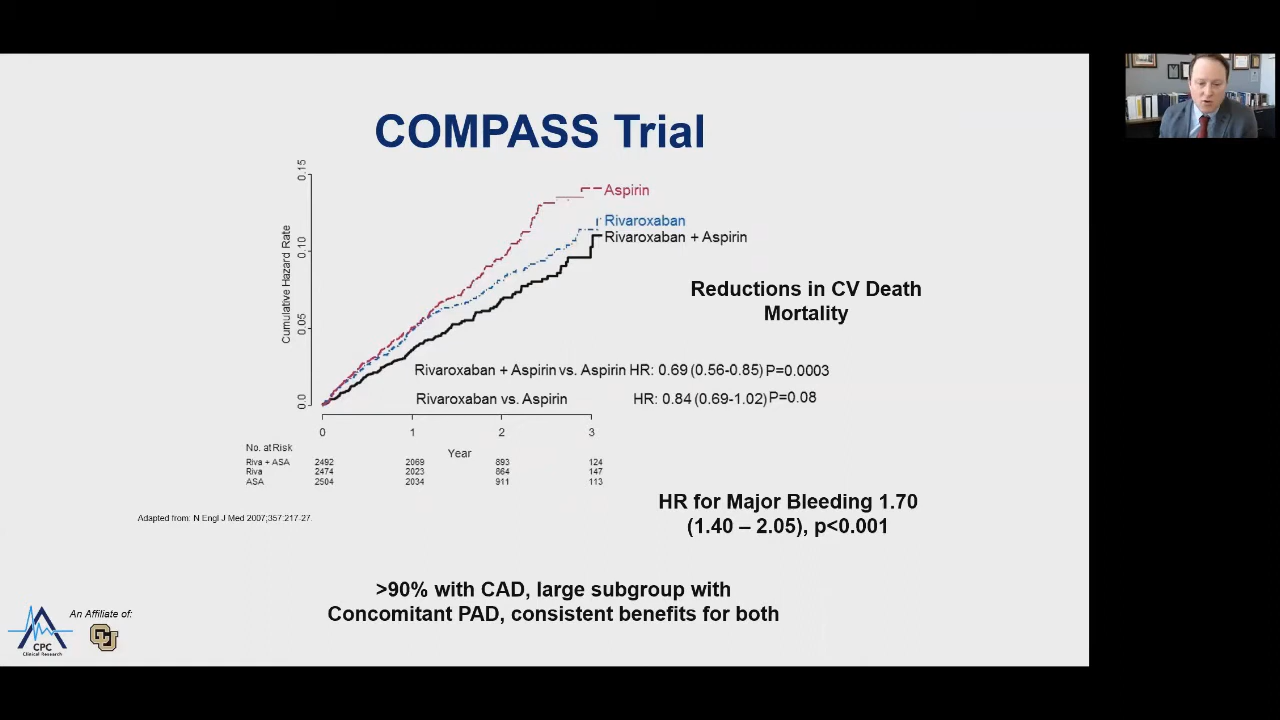 COMPASS Trial
0.15
0.10
0.05
0.0
Cumulative Hazard Rate
Aspirin
Rivaroxaban
Rivaroxaban + Aspirin
Reductions in CV Death
Mortality
Rivaroxaban + Aspirin vs. Aspirin HR: 0.69 (0.56-0.85) P=0.0003
Rivaroxaban vs. Aspirin HR: 0.84 (0.69-1.02) P=0.08
0 1 2 3
Year
No. at Risk
Riva + ASA 2492 2069 893 124
Riva 2474 2023 864 147
ASA 2504 2034 911 113
HR for Major Bleeding 1.70
(1.40 – 2.05), p<0.001
Adapted from: N Engl J Med 2007;357:217-27.
>90% with CAD, large subgroup with
Concomitant PAD, consistent benefits for both
An Affiliate of:
CPC
Clinical Research
CU